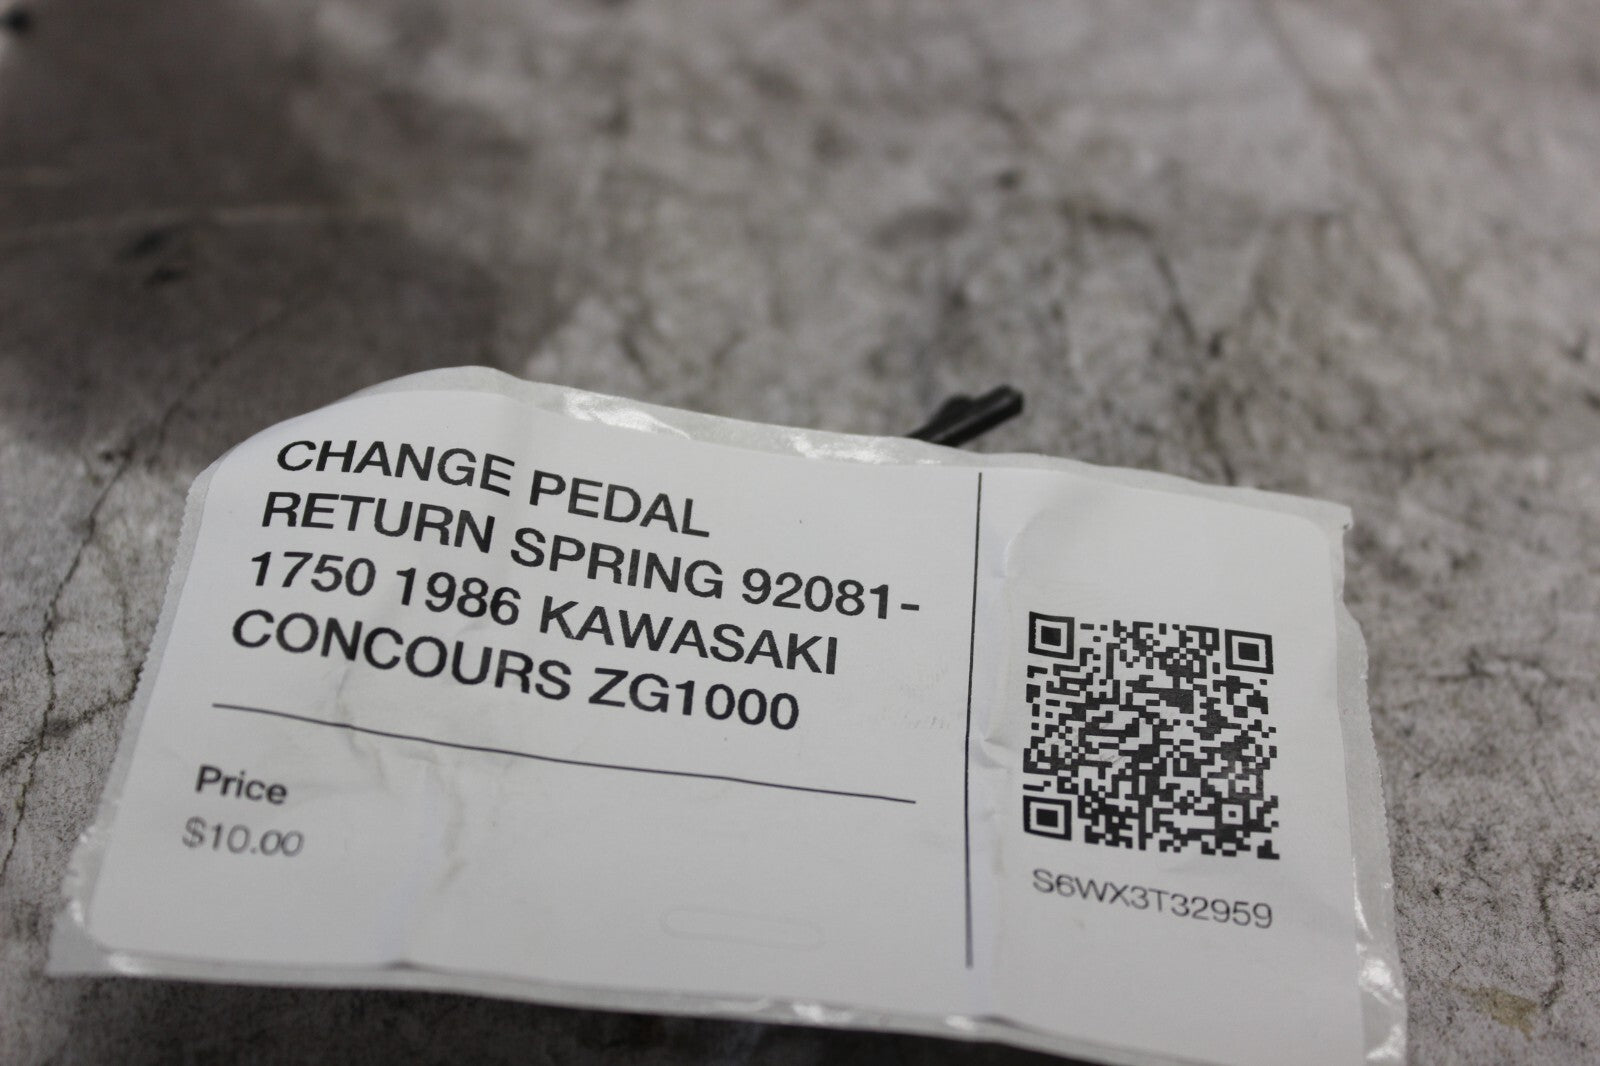 CHANGE PEDAL
RETURN SPRING 92081-
1750 1986 KAWASAKI
CONCOURS ZG1000
Price
$10.00
S6WX3T32959